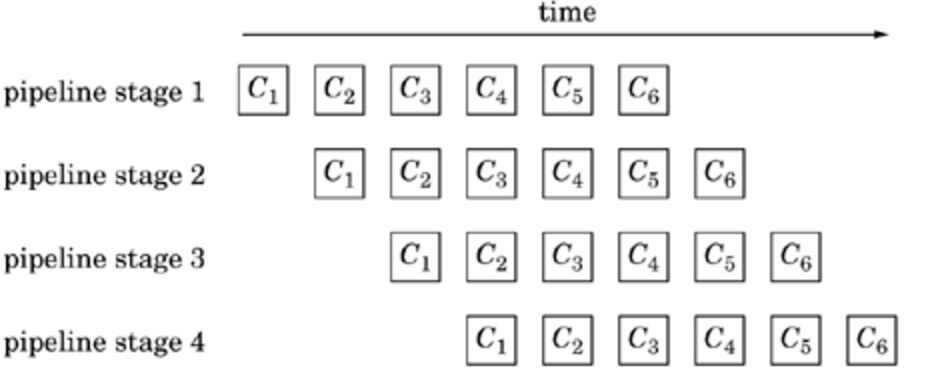 time
pipeline stage 1 C₁ C₂ C₃ C₄ C₅ C₆
pipeline stage 2 C₁ C₂ C₃ C₄ C₅ C₆
pipeline stage 3 C₁ C₂ C₃ C₄ C₅ C₆
pipeline stage 4 C₁ C₂ C₃ C₄ C₅ C₆